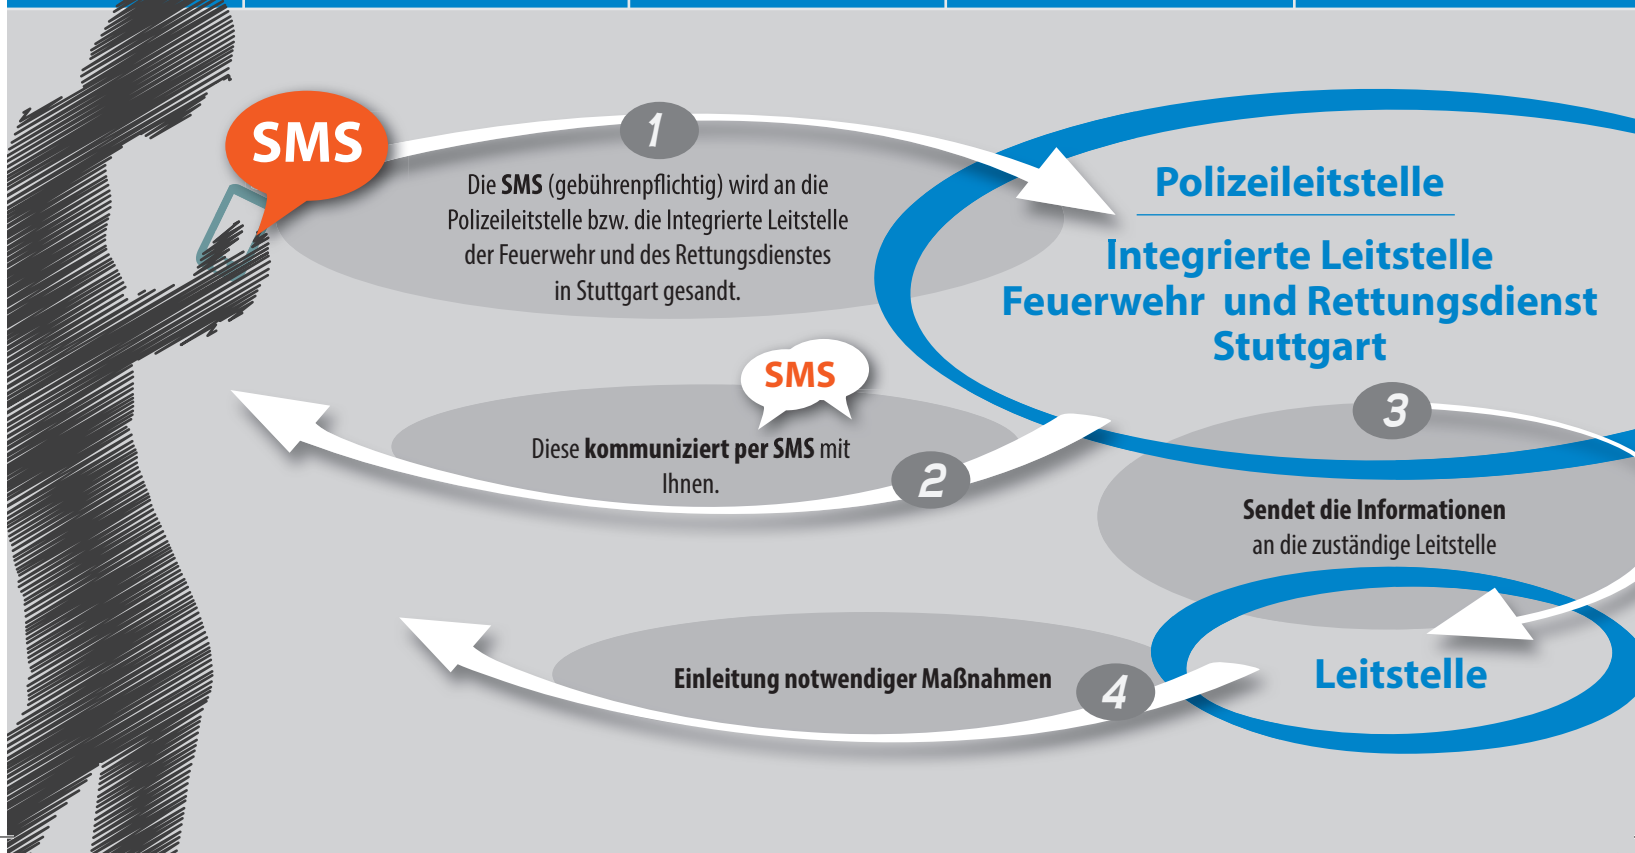 SMS
1
Die SMS (gebührenpflichtig) wird an die
Polizeileitstelle bzw. die Integrierte Leitstelle
der Feuerwehr und des Rettungsdienstes
in Stuttgart gesandt.
Polizeileitstelle
Integrierte Leitstelle
Feuerwehr und Rettungsdienst
Stuttgart
SMS
Diese kommuniziert per SMS mit
Ihnen.
2
3
Sendet die Informationen
an die zuständige Leitstelle
Einleitung notwendiger Maßnahmen
4
Leitstelle